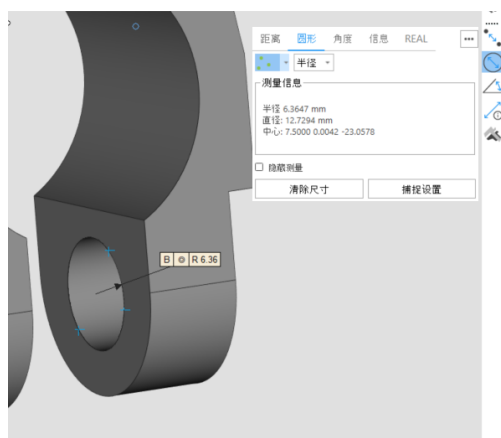 距离 圆形 角度 信息 REAL
半径
测量信息
半径 6.3647 mm
直径: 12.7294 mm
中心: 7.5000 0.0042 -23.0578
隐蔽测量
清除尺寸 捕捉设置
B R 6.36